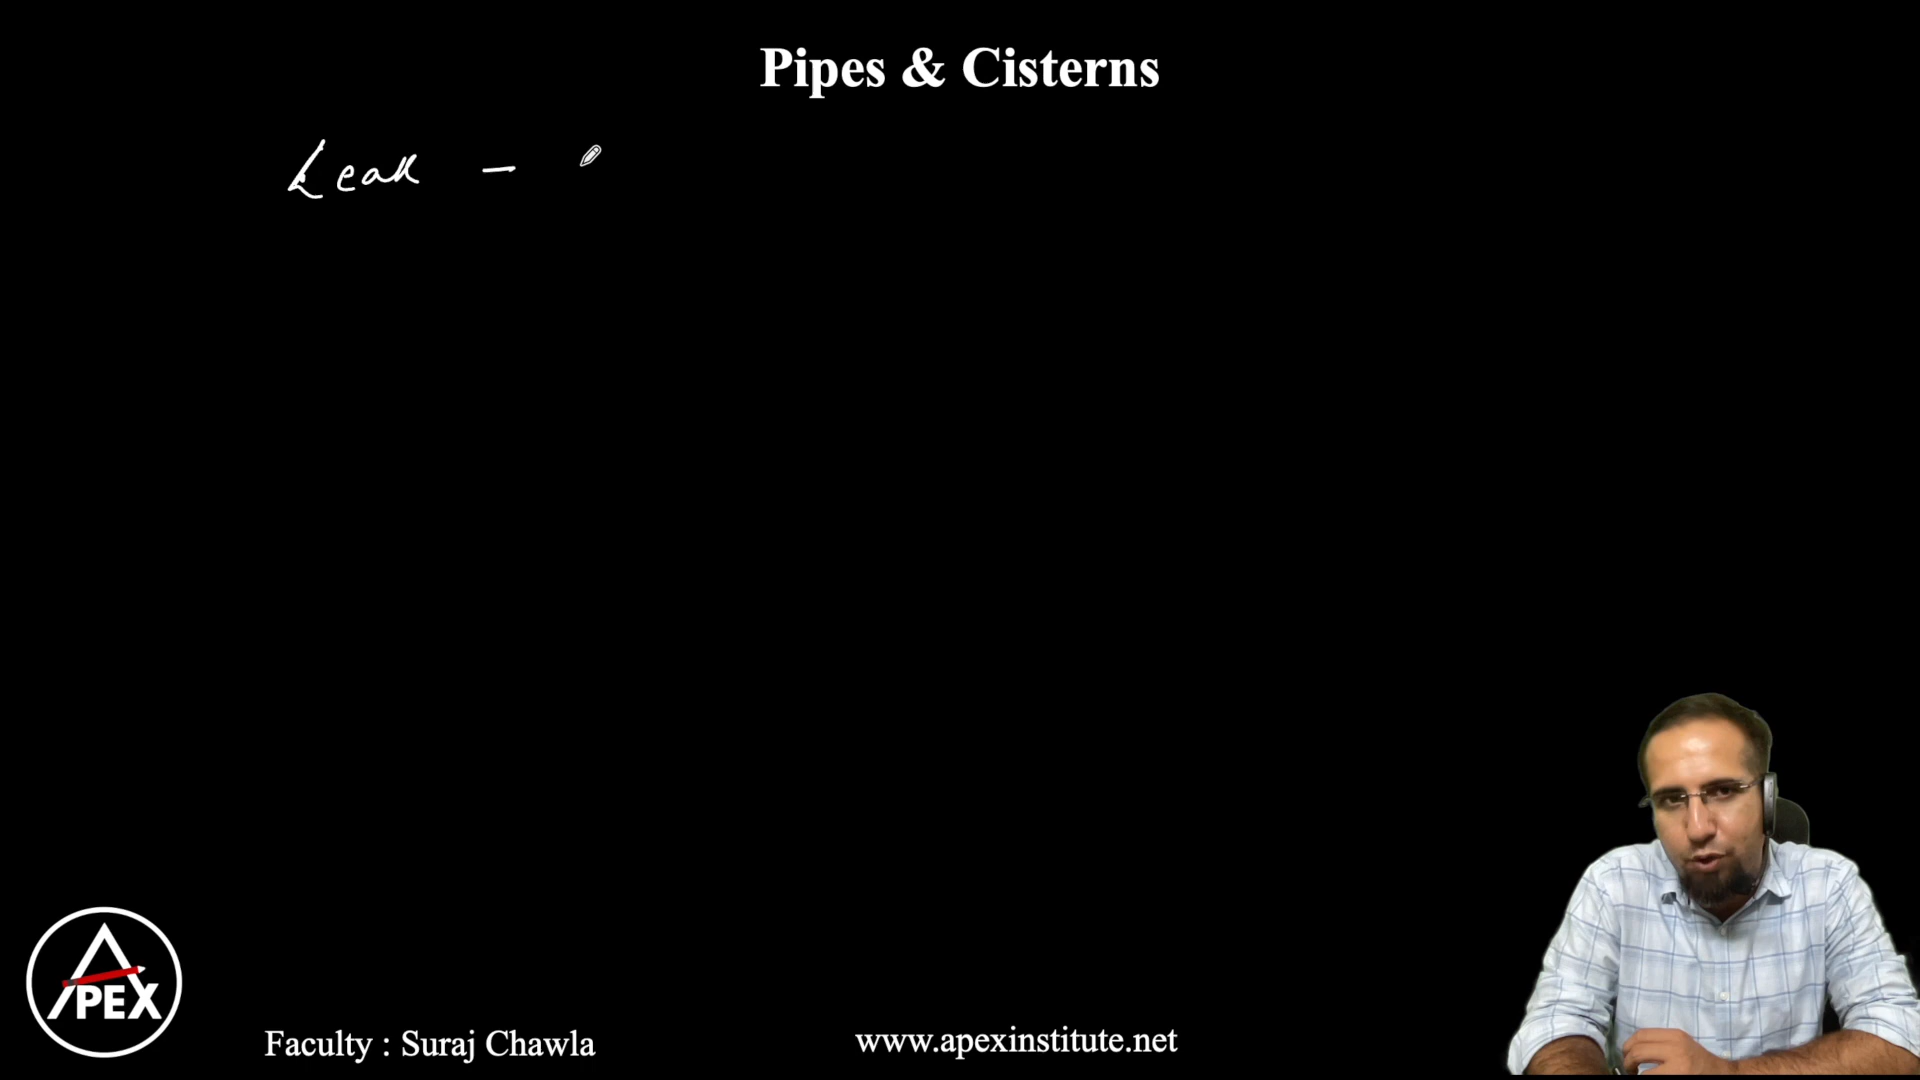 Pipes & Cisterns
Leak -
APEX
Faculty : Suraj Chawla
www.apexinstitute.net